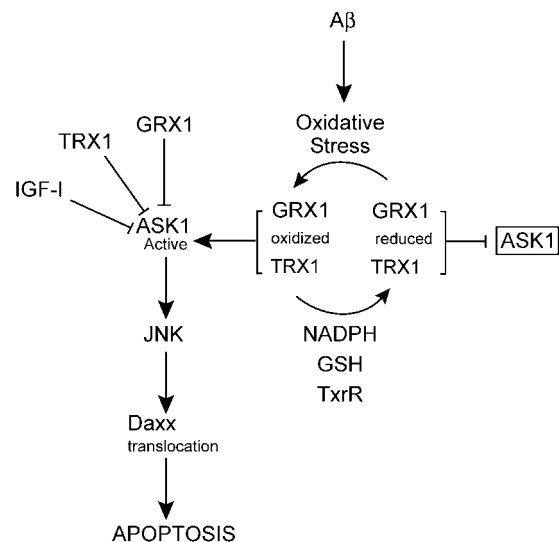 Aβ
Oxidative
Stress
GRX1
TRX1
IGF-I
ASK1
Active
GRX1
oxidized
TRX1
GRX1
reduced
TRX1
ASK1
NADPH
GSH
TxrR
JNK
Daxx
translocation
APOPTOSIS